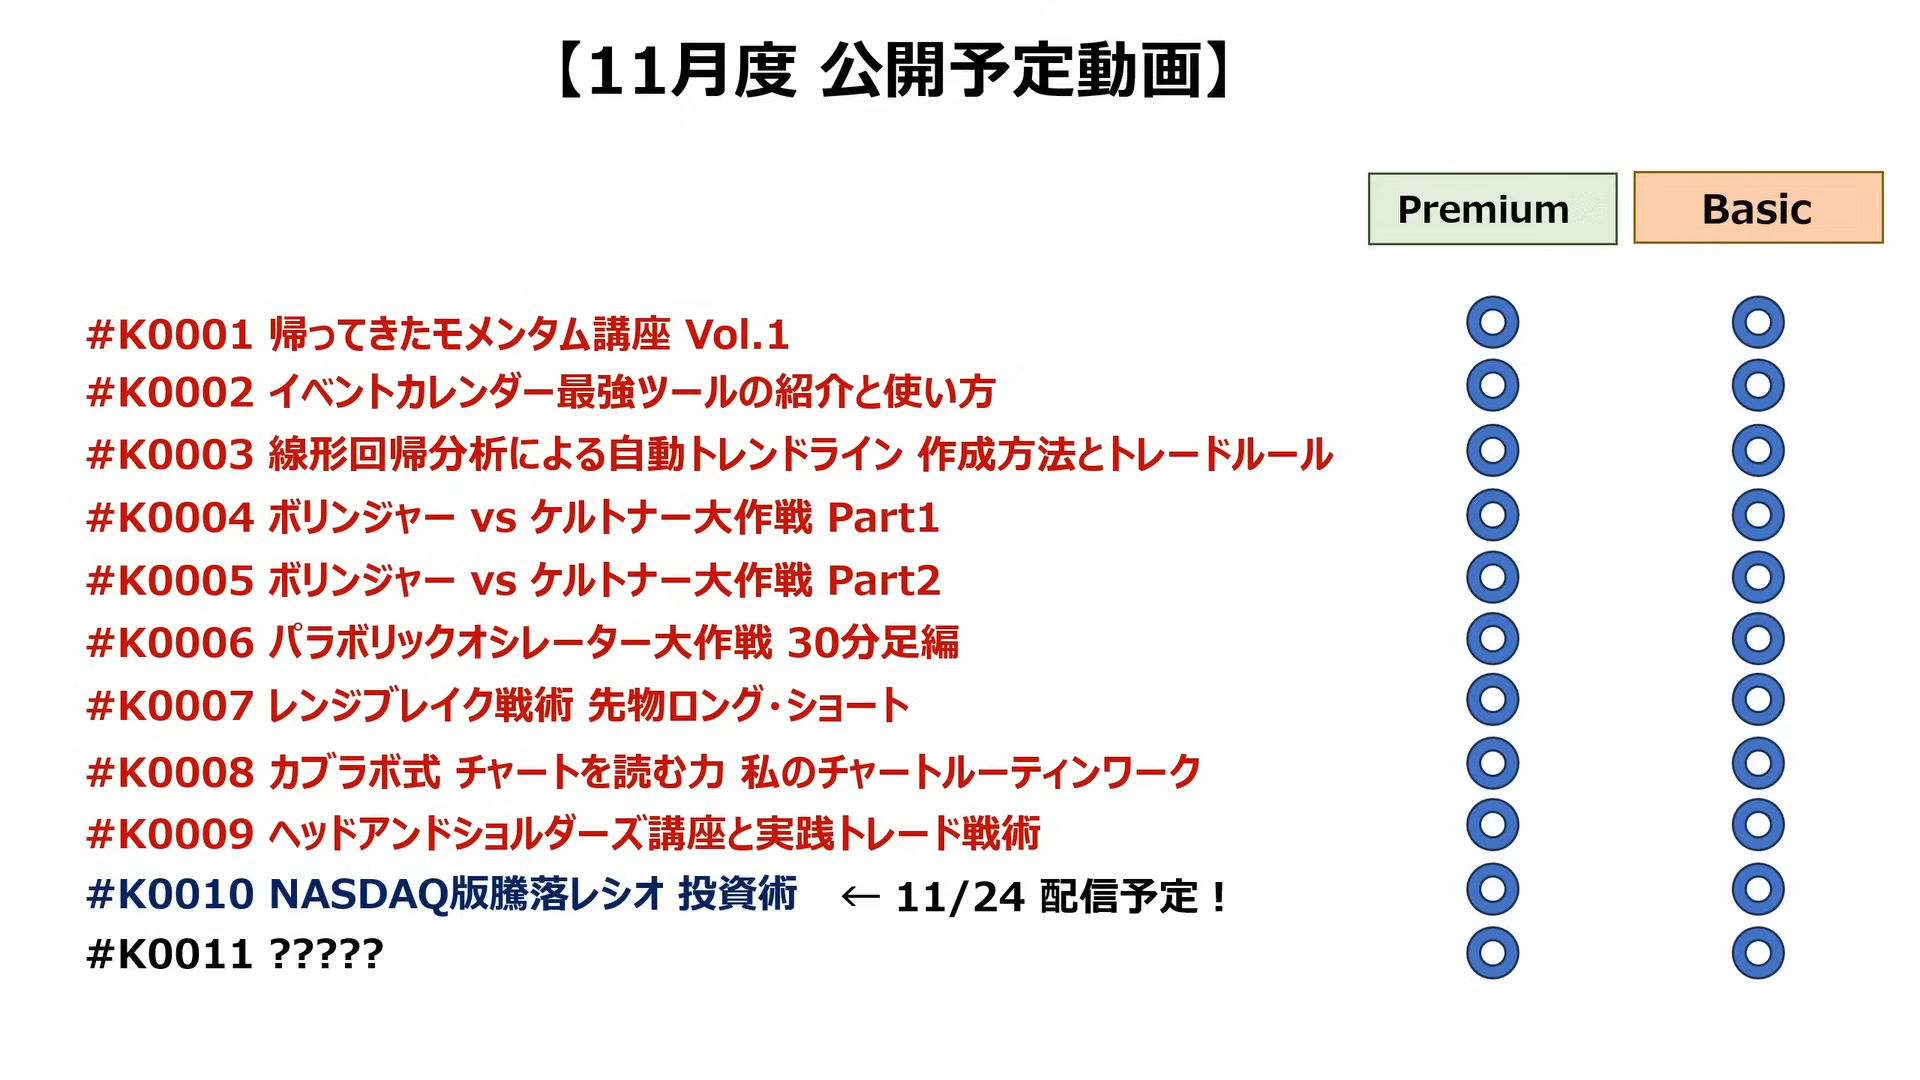 【11月度 公開予定動画】
Premium
Basic
#K0001 帰ってきたモメンタム講座 Vol.1
#K0002 イベントカレンダー最強ツールの紹介と使い方
#K0003 線形回帰分析による自動トレンドライン 作成方法とトレードルール
#K0004 ボリンジャー vs ケルトナー大作戦 Part1
#K0005 ボリンジャー vs ケルトナー大作戦 Part2
#K0006 パラボリックオシレーター大作戦 30分足編
#K0007 レンジブレイク戦術 先物ロング・ショート
#K0008 カブラボ式 チャートを読む力 私のチャートルーティンワーク
#K0009 ヘッドアンドショルダーズ講座と実践トレード戦術
#K0010 NASDAQ版騰落レシオ 投資術 ← 11/24 配信予定！
#K0011 ?????